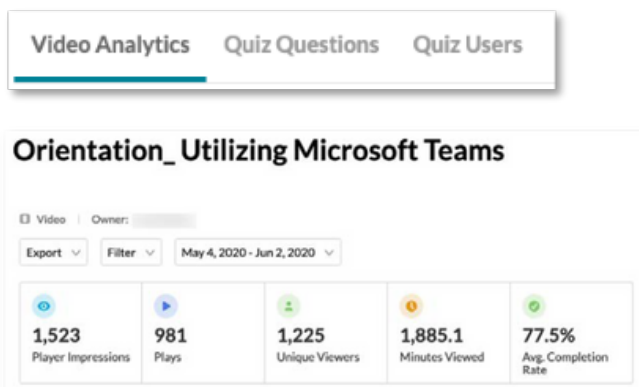 Video Analytics Quiz Questions Quiz Users
Orientation_ Utilizing Microsoft Teams
Video | Owner:
Export Filter May 4, 2020 - Jun 2, 2020
1,523 981 1,225 1,885.1 77.5%
Player Impressions Plays Unique Viewers Minutes Viewed Avg. Completion
Rate